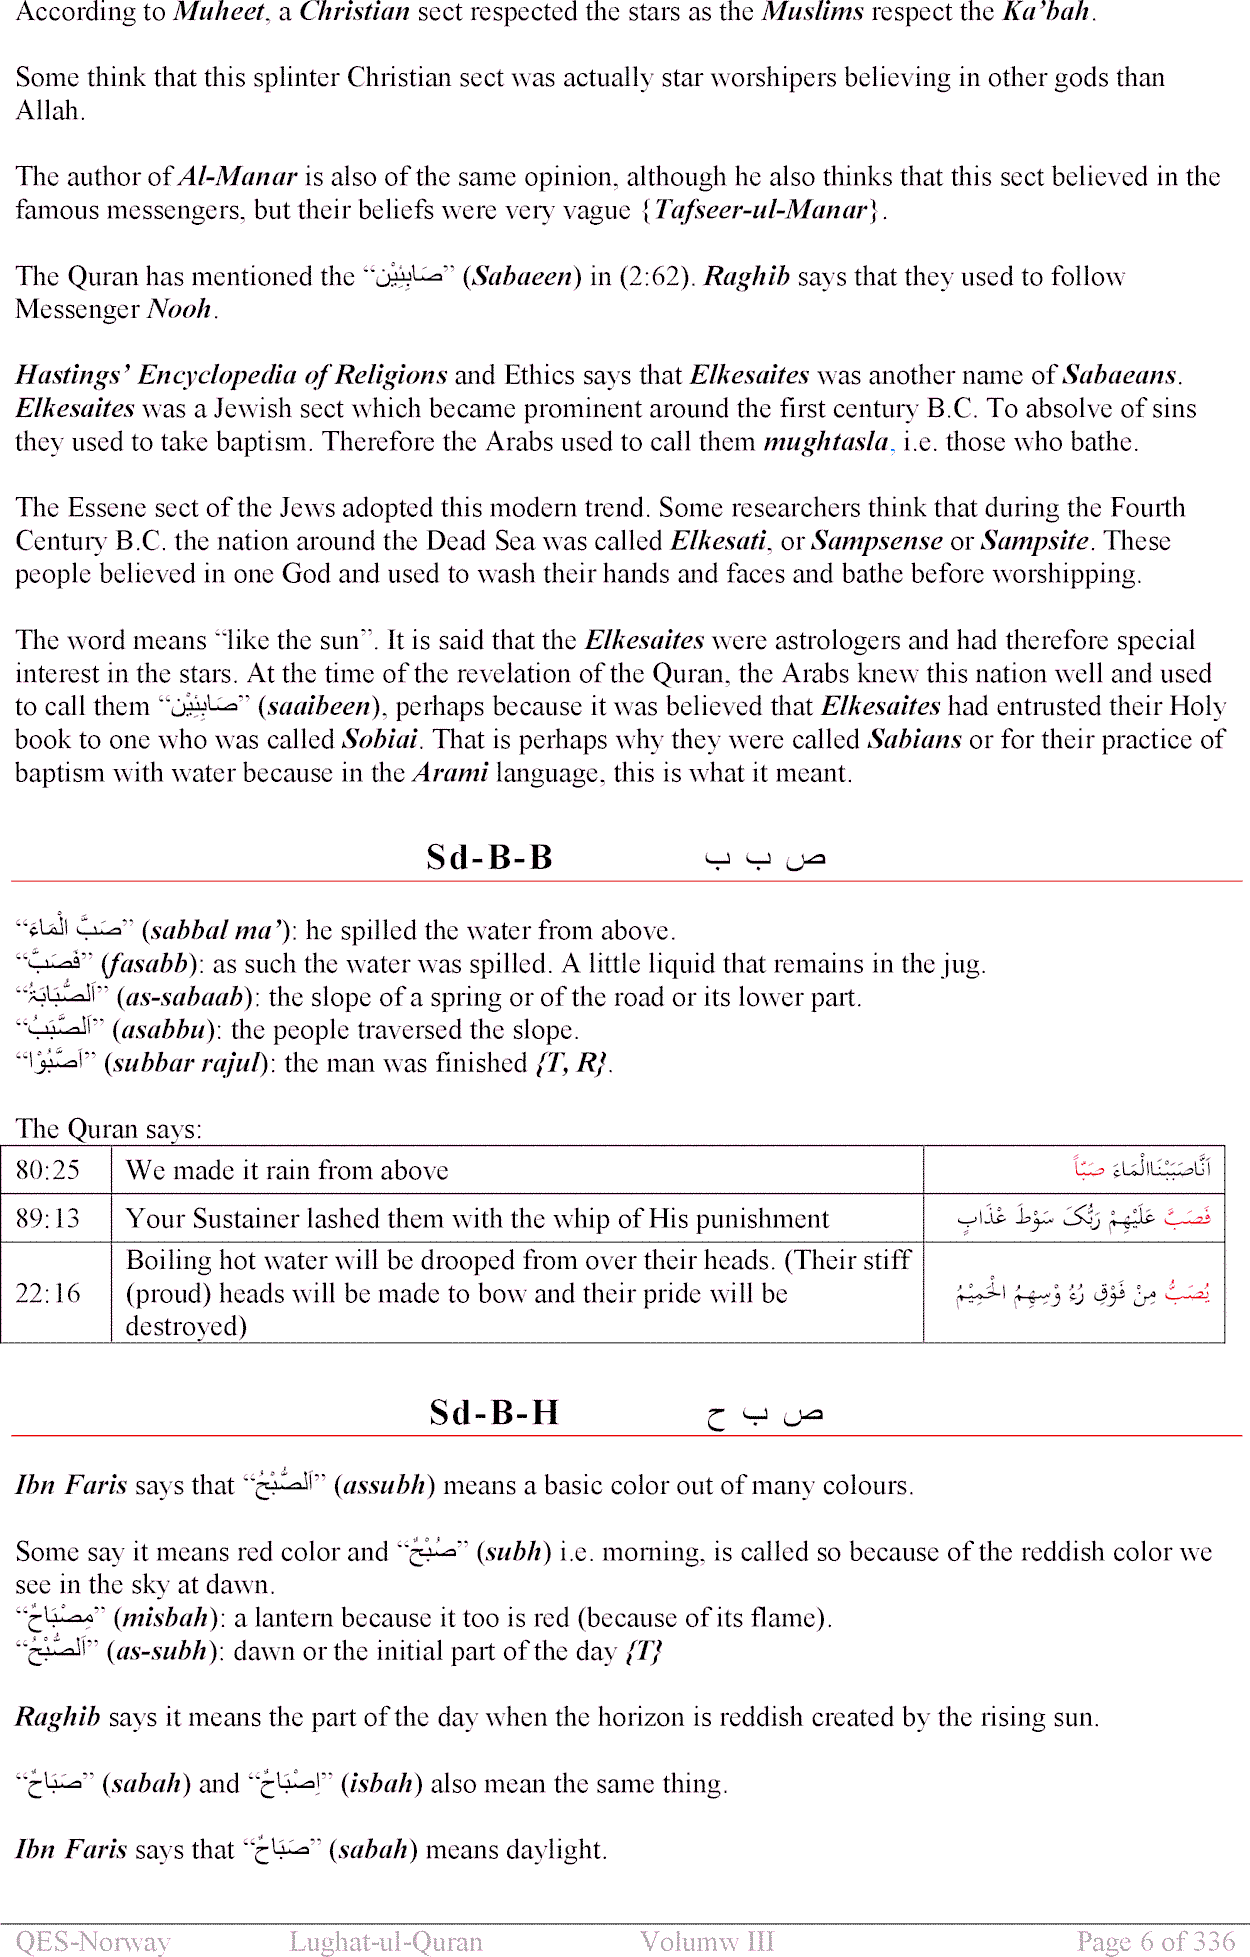 According to Muheet, a Christian sect respected the stars as the Muslims respect the Ka'bah.
Some think that this splinter Christian sect was actually star worshipers believing in other gods than
Allah.
The author of Al-Manar is also of the same opinion, although he also thinks that this sect believed in the
famous messengers, but their beliefs were very vague {Tafseer-ul-Manar}.
The Quran has mentioned the “صَابِئِيْن” (Sabaeen) in (2:62). Raghib says that they used to follow
Messenger Nooh.
Hastings’ Encyclopedia of Religions and Ethics says that Elkesaites was another name of Sabaeans.
Elkesaites was a Jewish sect which became prominent around the first century B.C. To absolve of sins
they used to take baptism. Therefore the Arabs used to call them mughtasla, i.e. those who bathe.
The Essene sect of the Jews adopted this modern trend. Some researchers think that during the Fourth
Century B.C. the nation around the Dead Sea was called Elkesati, or Sampsense or Sampsite. These
people believed in one God and used to wash their hands and faces and bathe before worshipping.
The word means “like the sun”. It is said that the Elkesaites were astrologers and had therefore special
interest in the stars. At the time of the revelation of the Quran, the Arabs knew this nation well and used
to call them “صَابِئِيْن” (saaibeen), perhaps because it was believed that Elkesaites had entrusted their Holy
book to one who was called Sobiai. That is perhaps why they were called Sabians or for their practice of
baptism with water because in the Arami language, this is what it meant.
Sd-B-B ص ب ب
“صَبَّ الْمَاءَ” (sabbal ma’): he spilled the water from above.
“فَصَبَّ” (fasabb): as such the water was spilled. A little liquid that remains in the jug.
“اَلصُّبَابَۃُ” (as-sabaab): the slope of a spring or of the road or its lower part.
“اَلصَّبَبُ” (asabbu): the people traversed the slope.
“اَصَّبُوْا” (subbar rajul): the man was finished {T, R}.
The Quran says:
80:25 We made it rain from above اَنَّاصَبَبْنَاالْمَاءَ صَبّاً
89:13 Your Sustainer lashed them with the whip of His punishment فَصَبَّ عَلَيْهِمْ رَبُّکَ سَوْطَ عْذَابٍ
22:16 Boiling hot water will be drooped from over their heads. (Their stiff
(proud) heads will be made to bow and their pride will be
destroyed) يُصَبُّ مِنْ فَوْقِ رُءُ وْسِهِمُ الْحَمِيْمُ
Sd-B-H ص ب ح
Ibn Faris says that “اَلصُّبْحُ” (assubh) means a basic color out of many colours.
Some say it means red color and “صُبْحٌ” (subh) i.e. morning, is called so because of the reddish color we
see in the sky at dawn.
“مِصْبَاحٌ” (misbah): a lantern because it too is red (because of its flame).
“اَلصُّبْحُ” (as-subh): dawn or the initial part of the day {T}
Raghib says it means the part of the day when the horizon is reddish created by the rising sun.
“صَبَاحٌ” (sabah) and “اِصْبَاحٌ” (isbah) also mean the same thing.
Ibn Faris says that “صَبَاحٌ” (sabah) means daylight.
QES-Norway Lughat-ul-Quran Volumw III Page 6 of 336